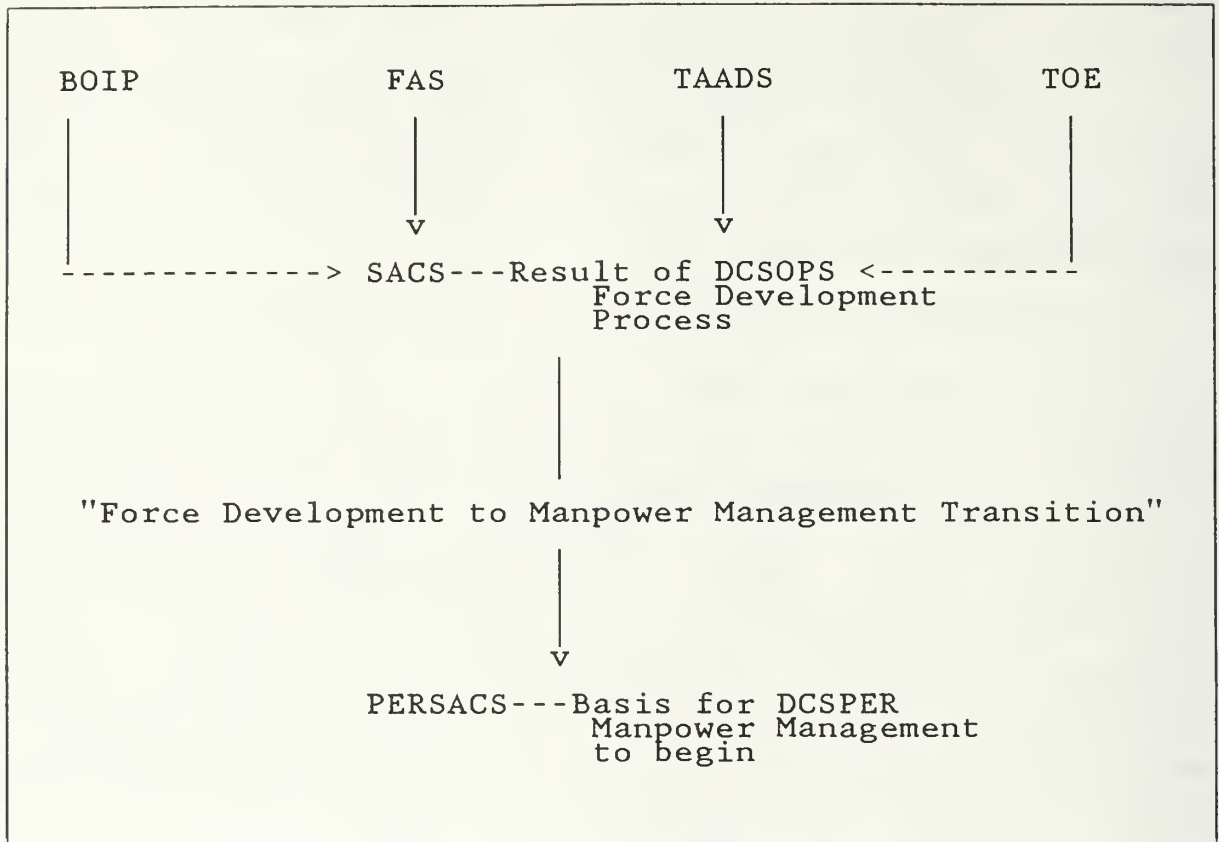 BOIP FAS TAADS TOE
v v
- - - - - - - - - - - - -> SACS---Result of DCSOPS <- - - - - - - - - -
Force Development
Process
"Force Development to Manpower Management Transition"
v
PERSACS---Basis for DCSPER
Manpower Management
to begin